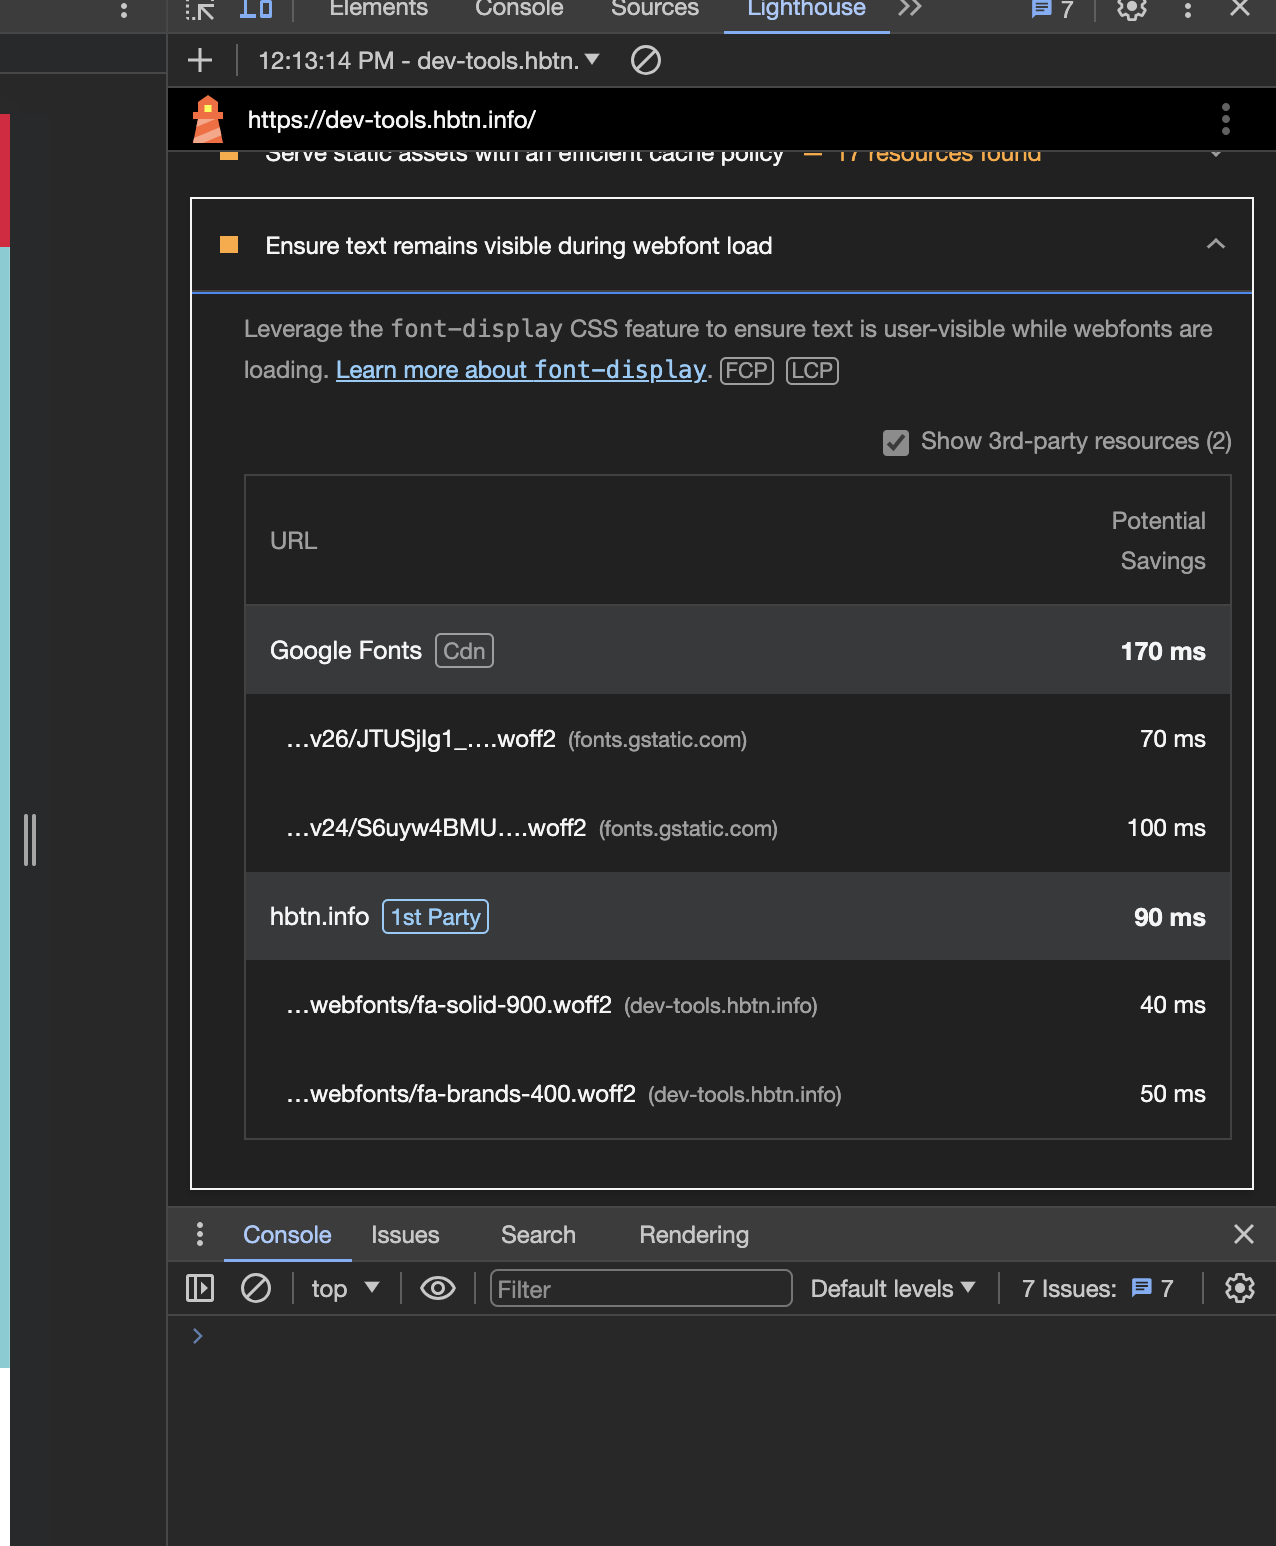 Elements Console Sources Lighthouse 7
12:13:14 PM - dev-tools.hbtn.
https://dev-tools.hbtn.info/
Serve static assets with an efficient cache policy — 17 resources found
Ensure text remains visible during webfont load
Leverage the font-display CSS feature to ensure text is user-visible while webfonts are
loading. Learn more about font-display. FCP LCP
Show 3rd-party resources (2)
URL Potential
Savings
Google Fonts Cdn 170 ms
…v26/JTUSjIg1_….woff2 (fonts.gstatic.com) 70 ms
…v24/S6uyw4BMU….woff2 (fonts.gstatic.com) 100 ms
hbtn.info 1st Party 90 ms
…webfonts/fa-solid-900.woff2 (dev-tools.hbtn.info) 40 ms
…webfonts/fa-brands-400.woff2 (dev-tools.hbtn.info) 50 ms
Console Issues Search Rendering
top Filter Default levels 7 Issues: 7